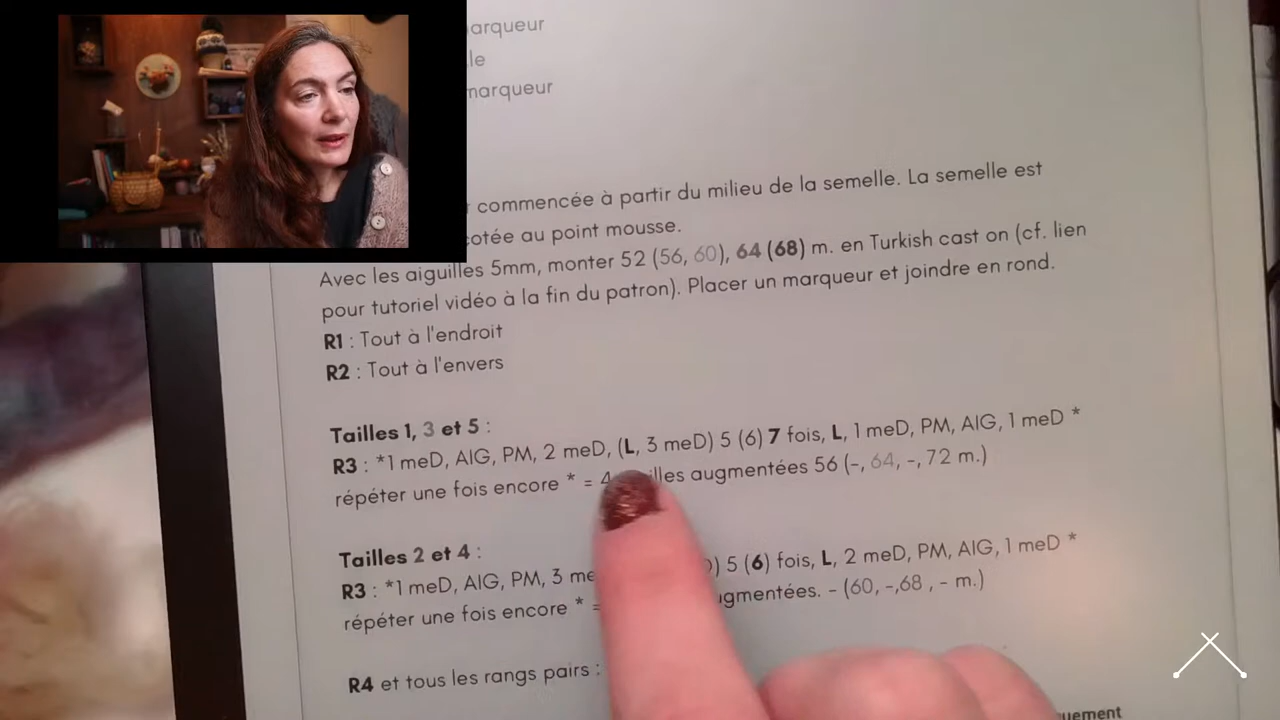 arqueur
le
marqueur
commencée à partir du milieu de la semelle. La semelle est
cotée au point mousse.
Avec les aiguilles 5mm, monter 52 (56, 60), 64 (68) m. en Turkish cast on (cf. lien
pour tutoriel vidéo à la fin du patron). Placer un marqueur et joindre en rond.
R1 : Tout à l'endroit
R2 : Tout à l'envers
Tailles 1, 3 et 5 :
R3 : *1 meD, AIG, PM, 2 meD, (L, 3 meD) 5 (6) 7 fois, L, 1 meD, PM, AIG, 1 meD *
répéter une fois encore * = 4 illes augmentées 56 (-, 64, -, 72 m.)
Tailles 2 et 4 :
R3 : *1 meD, AIG, PM, 3 me ) 5 (6) fois, L, 2 meD, PM, AIG, 1 meD *
répéter une fois encore * = ugmentées. - (60, -,68 , - m.)
R4 et tous les rangs pairs :
uement